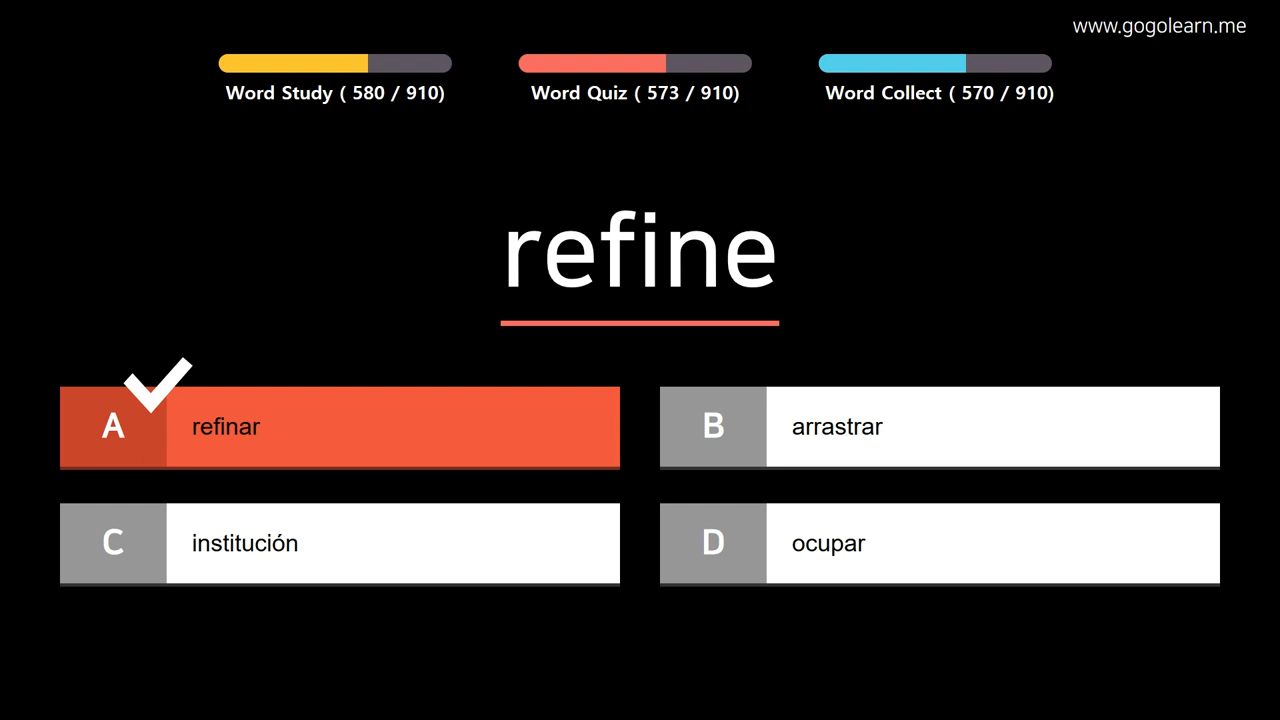 www.gogolearn.me
Word Study ( 580 / 910)
Word Quiz ( 573 / 910)
Word Collect ( 570 / 910)
refine
A refinar
B arrastrar
C institución
D ocupar